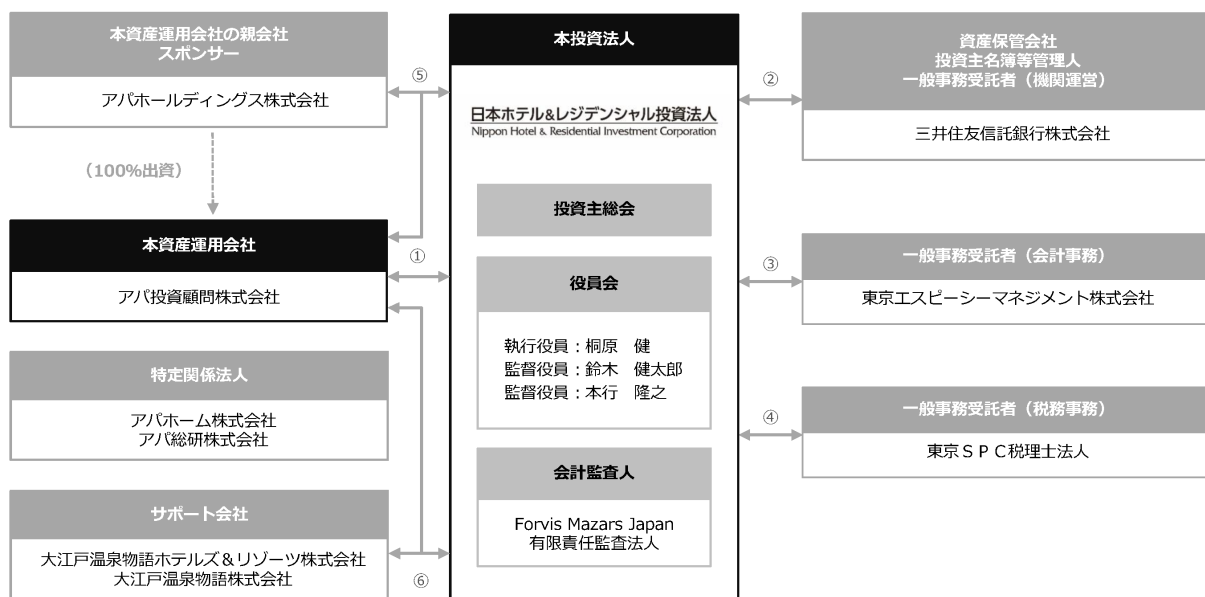 本資産運用会社の親会社
スポンサー
アパホールディングス株式会社
(100%出資)
本資産運用会社
アパ投資顧問株式会社
特定関係法人
アパホーム株式会社
アパ総研株式会社
サポート会社
大江戸温泉物語ホテルズ&リゾーツ株式会社
大江戸温泉物語株式会社
⑤
①
⑥
本投資法人
日本ホテル&レジデンシャル投資法人
Nippon Hotel & Residential Investment Corporation
投資主総会
役員会
執行役員:桐原 健
監督役員:鈴木 健太郎
監督役員:本行 隆之
会計監査人
Forvis Mazars Japan
有限責任監査法人
②
③
④
資産保管会社
投資主名簿等管理人
一般事務受託者(機関運営)
三井住友信託銀行株式会社
一般事務受託者(会計事務)
東京エスピーシーマネジメント株式会社
一般事務受託者(税務事務)
東京SPC税理士法人